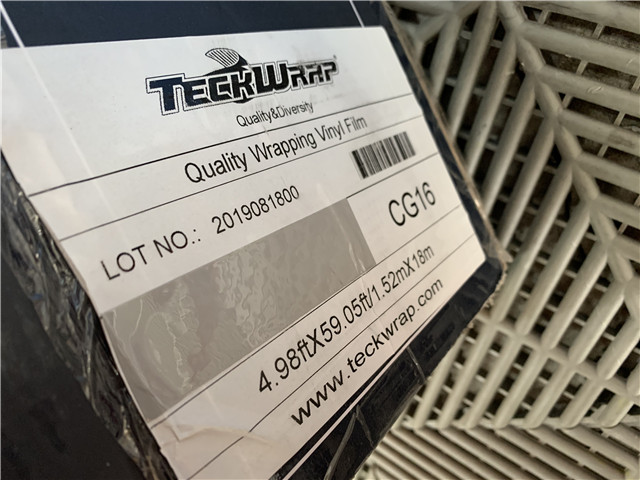 TECKWRAP
Quality&Diversity
Quality Wrapping Vinyl Film
LOT NO.: 2019081800
CG16
4.98ftX59.05ft/1.52mX18m
www.teckwrap.com